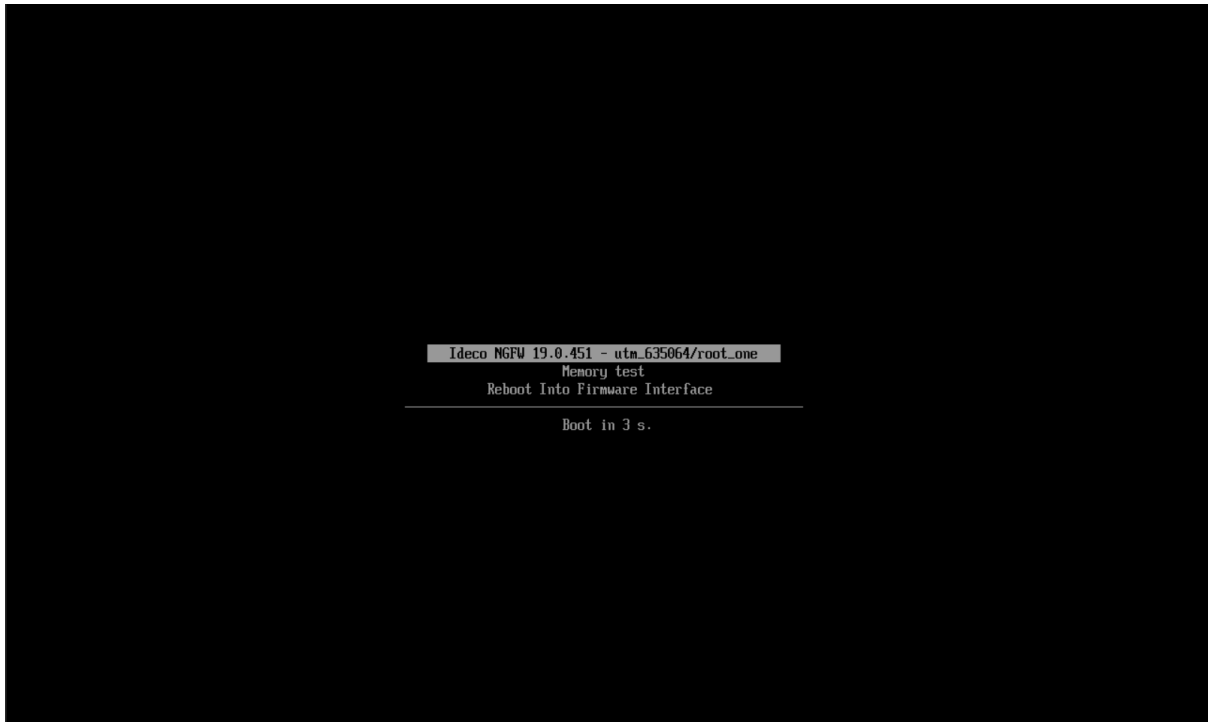 Ideco NGFW 19.0.451 - utm_635064/root_one
Memory test
Reboot Into Firmware Interface
Boot in 3 s.